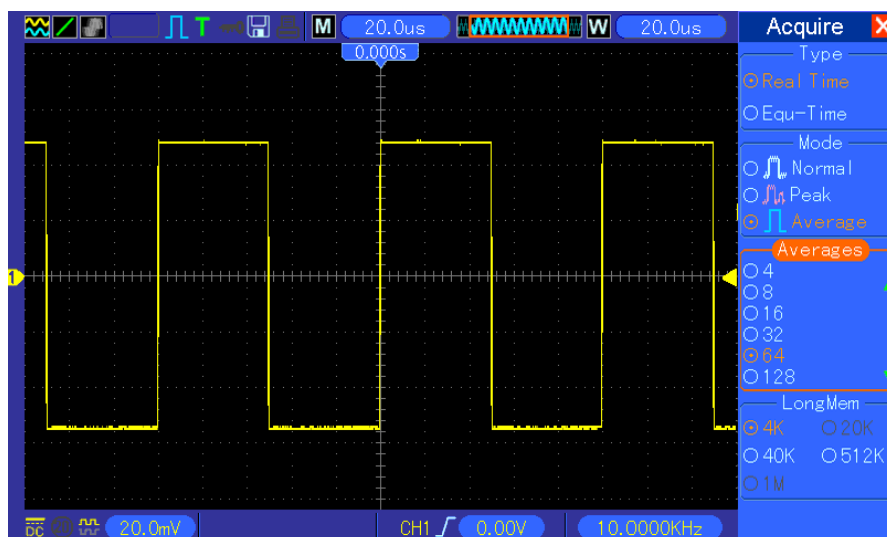 T M 20.0us W 20.0us Acquire X
0.000s
Type
Real Time
Equ-Time
Mode
Normal
Peak
Average
Averages
1
4
8
16
32
64
128
LongMem
4K 20K
40K 512K
1M
DC 20.0mV CH1 0.00V 10.0000KHz